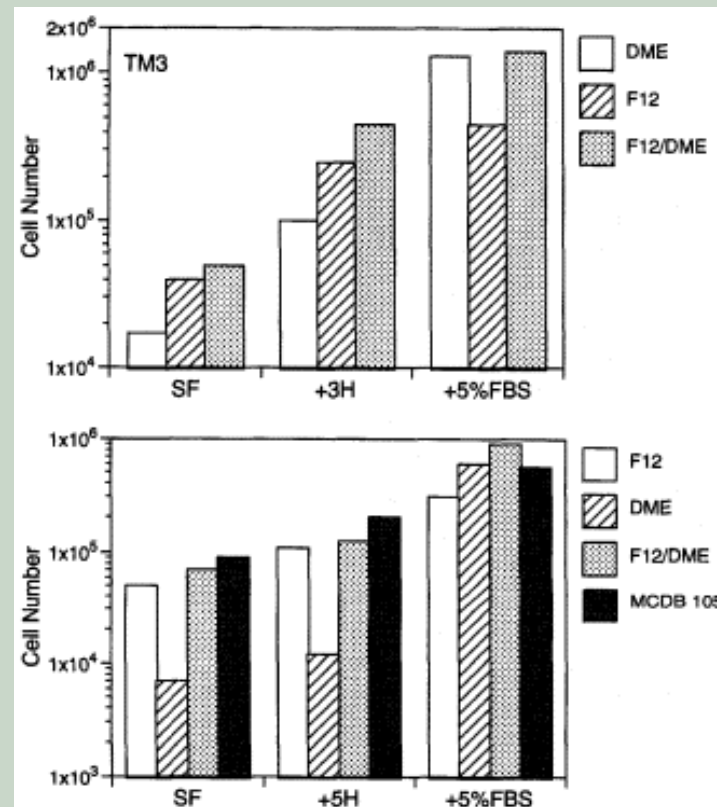 2x10⁶
1x10⁶
1x10⁵
1x10⁴
Cell Number
TM3
SF
+3H
+5%FBS
DME
F12
F12/DME
1x10⁶
1x10⁵
1x10⁴
1x10³
Cell Number
SF
+5H
+5%FBS
F12
DME
F12/DME
MCDB 105